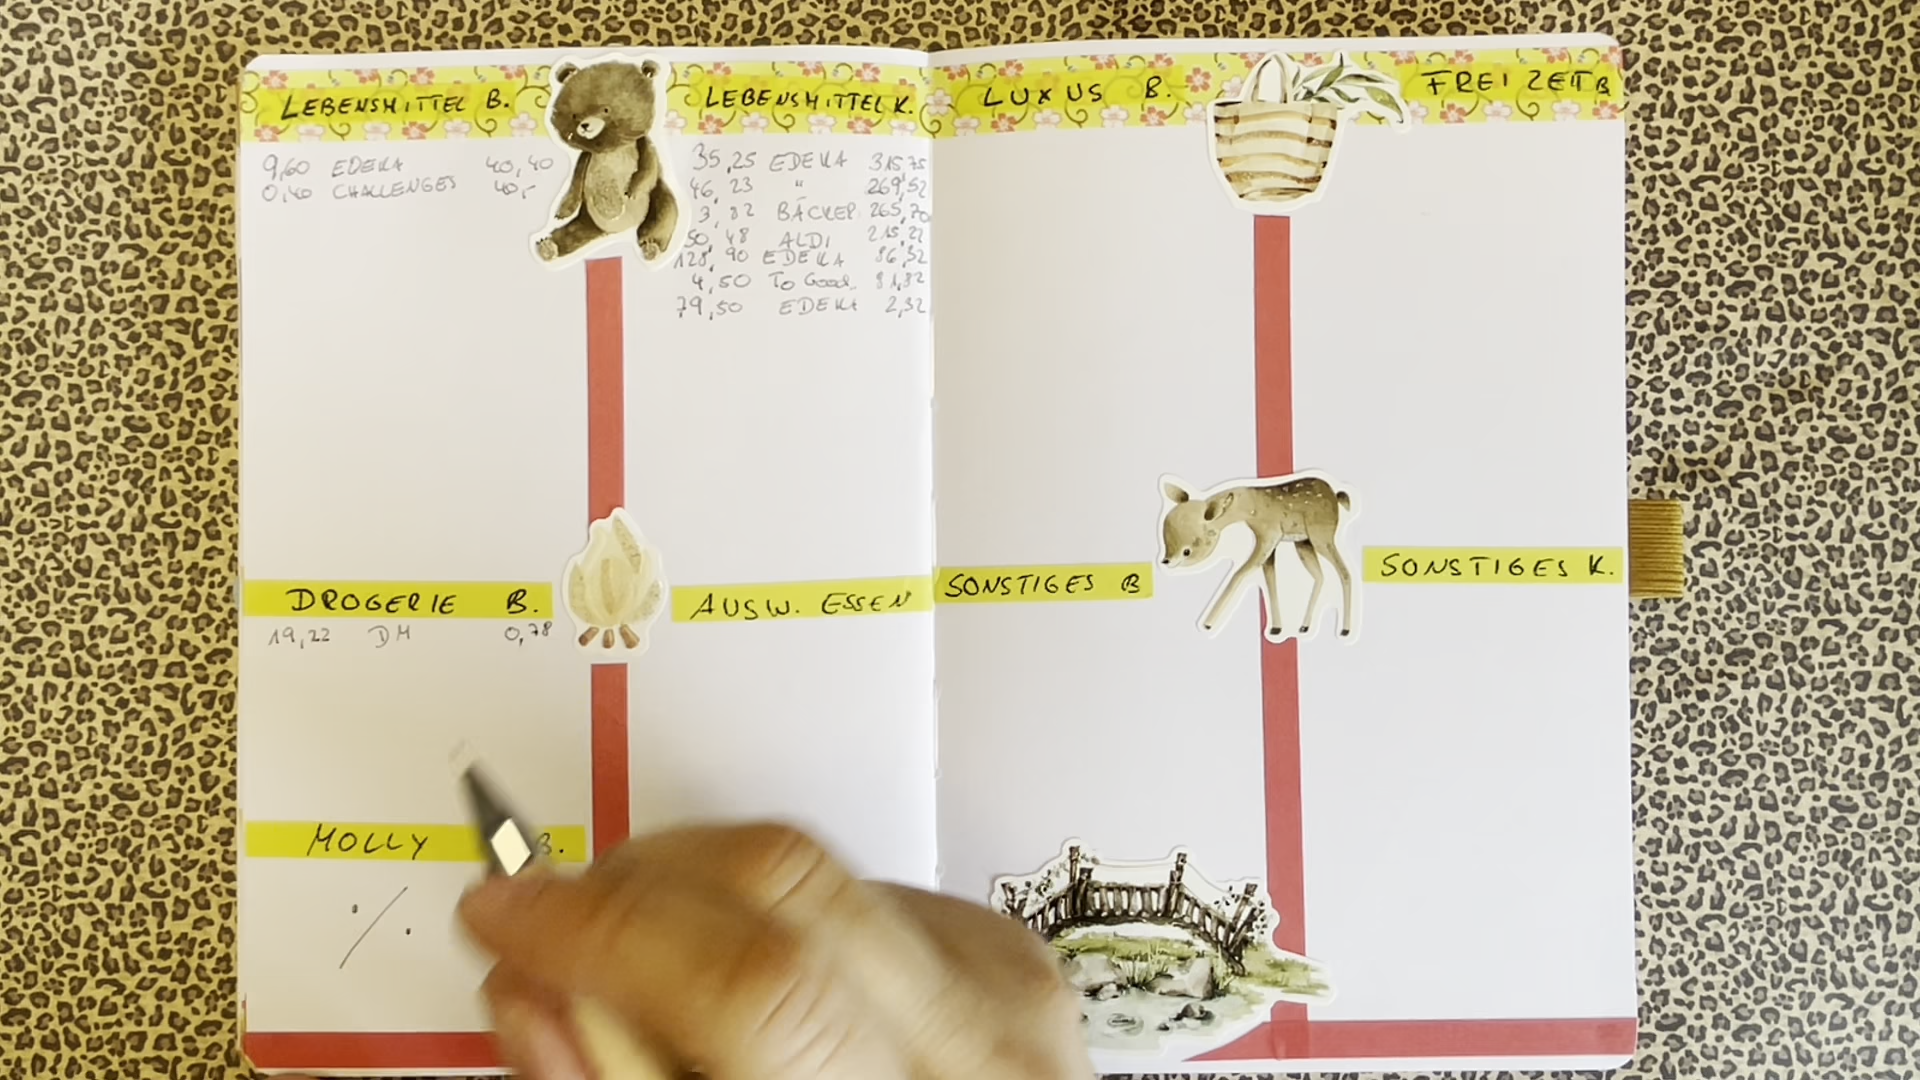 LEBENSMITTEL B.
9,60 EDEKA 40,40
0,40 CHALLENGES 40,-
LEBENSMITTEL K.
35,25 EDEKA 315,75
46,23 " 269,52
3,82 BÄCKER 265,70
50,48 ALDI 215,22
128,90 EDEKA 86,32
4,50 To Good.. 81,82
79,50 EDEKA 2,32
LUXUS B.
FREIZEIT B
DROGERIE B.
19,22 DM 0,78
AUSW. ESSEN
SONSTIGES B
SONSTIGES K.
MOLLY B.